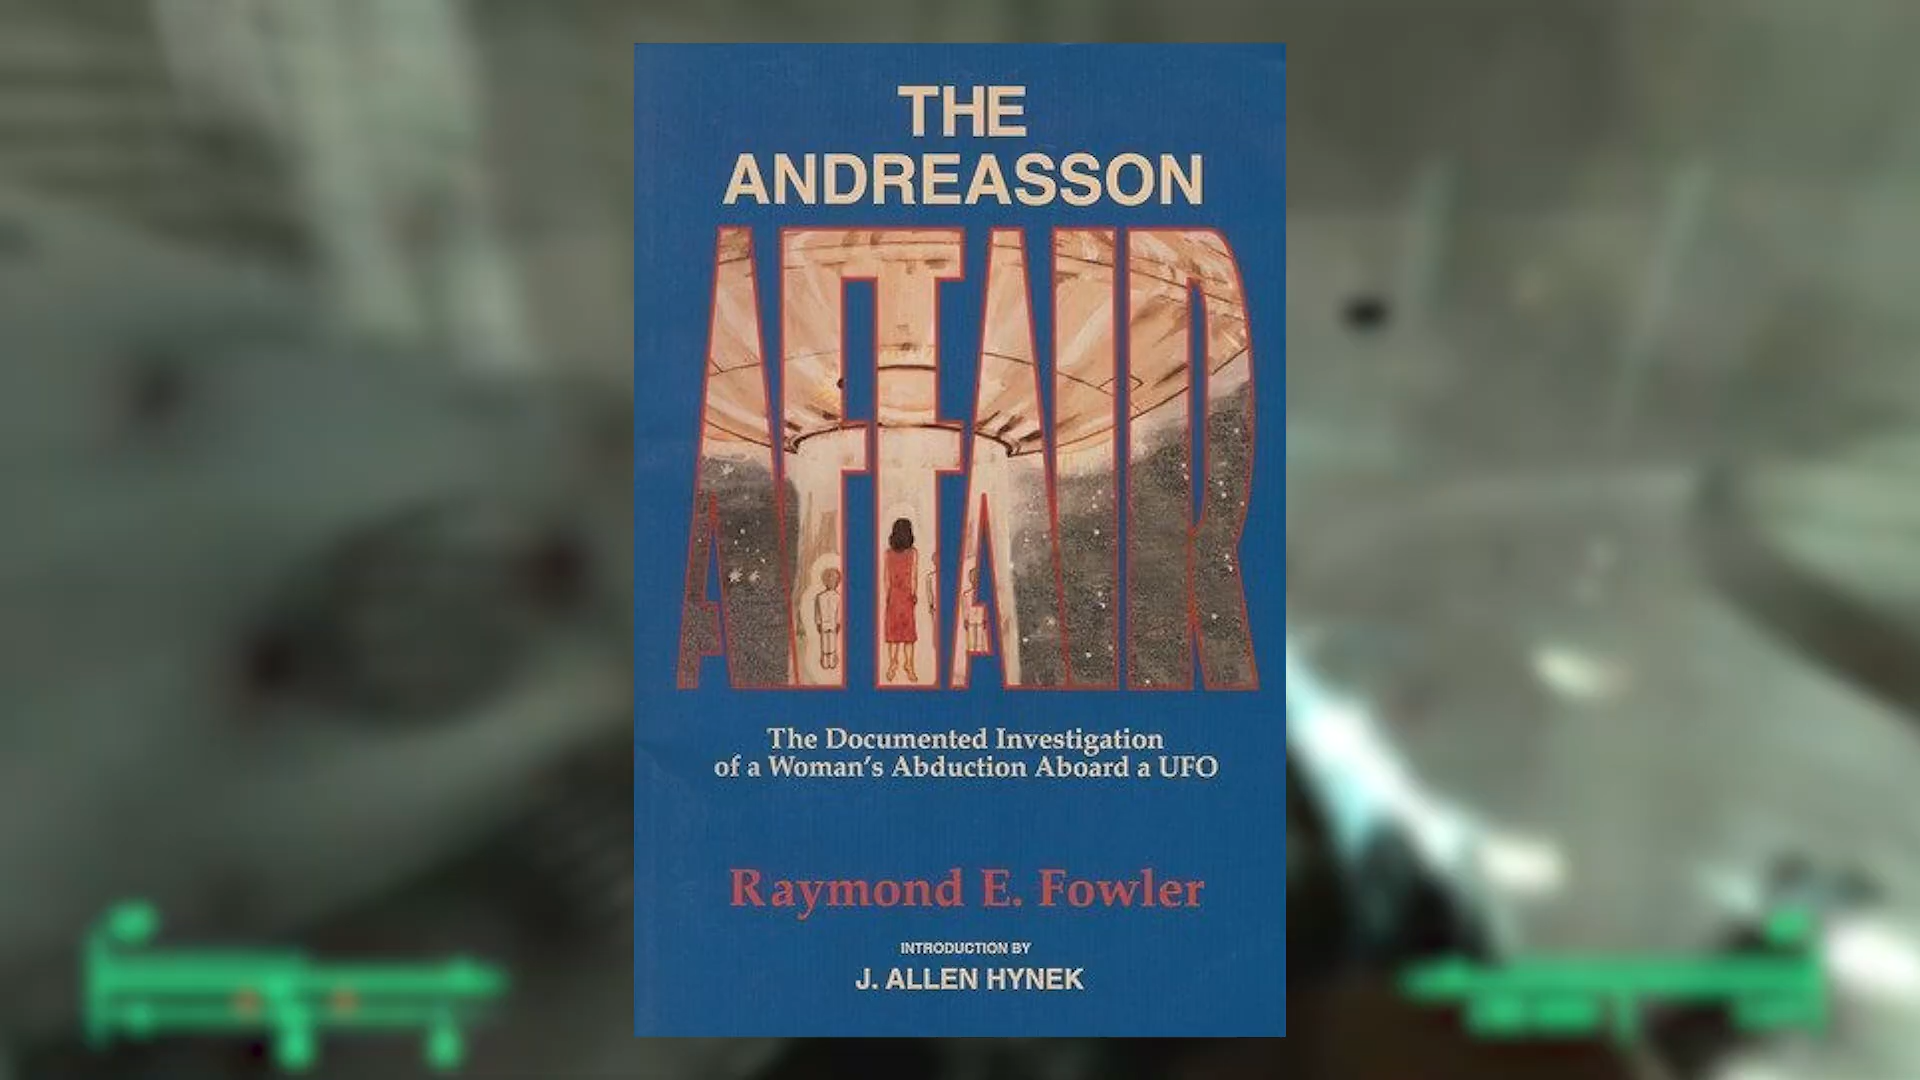 THE
ANDREASSON
AFFAIR
The Documented Investigation
of a Woman's Abduction Aboard a UFO
Raymond E. Fowler
INTRODUCTION BY
J. ALLEN HYNEK